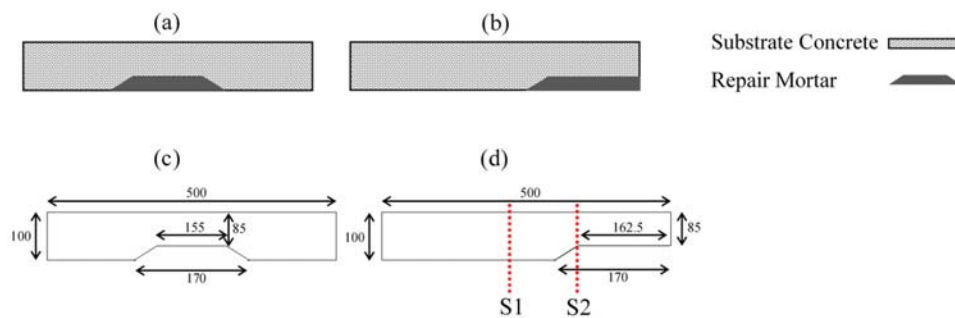 (a)
(b)
Substrate Concrete
Repair Mortar
(c)
(d)
500
500
100
155
85
100
162.5
85
170
170
S1
S2